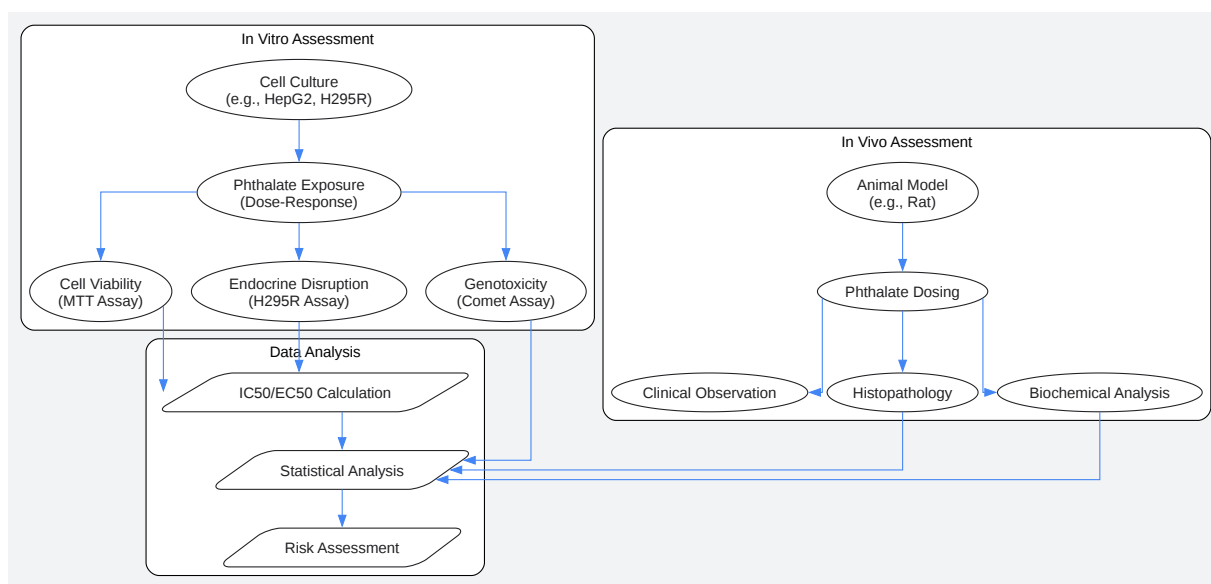 In Vitro Assessment
Cell Culture
(e.g., HepG2, H295R)
Phthalate Exposure
(Dose-Response)
Cell Viability
(MTT Assay)
Endocrine Disruption
(H295R Assay)
Genotoxicity
(Comet Assay)
Data Analysis
IC50/EC50 Calculation
Statistical Analysis
Risk Assessment
In Vivo Assessment
Animal Model
(e.g., Rat)
Phthalate Dosing
Clinical Observation
Histopathology
Biochemical Analysis